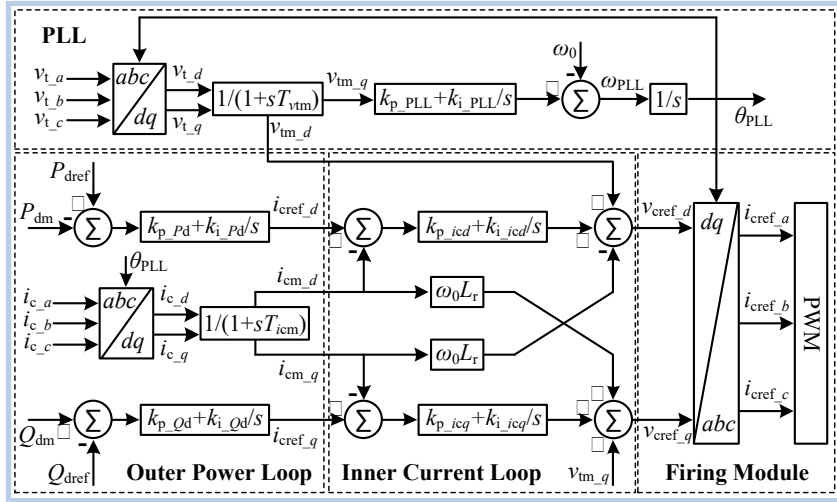 PLL
v_t_a
v_t_b
v_t_c
abc
dq
v_t_d
v_t_q
1/(1+sT_vtm)
v_tm_q
v_tm_d
k_p_PLL+k_i_PLL/s
ω_0
-
Σ
ω_PLL
1/s
θ_PLL
P_dref
P_dm
-
Σ
k_p_Pd+k_i_Pd/s
i_cref_d
-
Σ
k_p_icd+k_i_icd/s
-
Σ
v_cref_d
dq
abc
i_cref_a
i_cref_b
i_cref_c
PWM
θ_PLL
i_c_a
i_c_b
i_c_c
abc
dq
i_c_d
i_c_q
1/(1+sT_icm)
i_cm_d
i_cm_q
ω_0L_r
ω_0L_r
Q_dm
Q_dref
-
Σ
k_p_Qd+k_i_Qd/s
i_cref_q
-
Σ
k_p_icq+k_i_icq/s
Σ
v_cref_q
v_tm_q
Outer Power Loop
Inner Current Loop
Firing Module